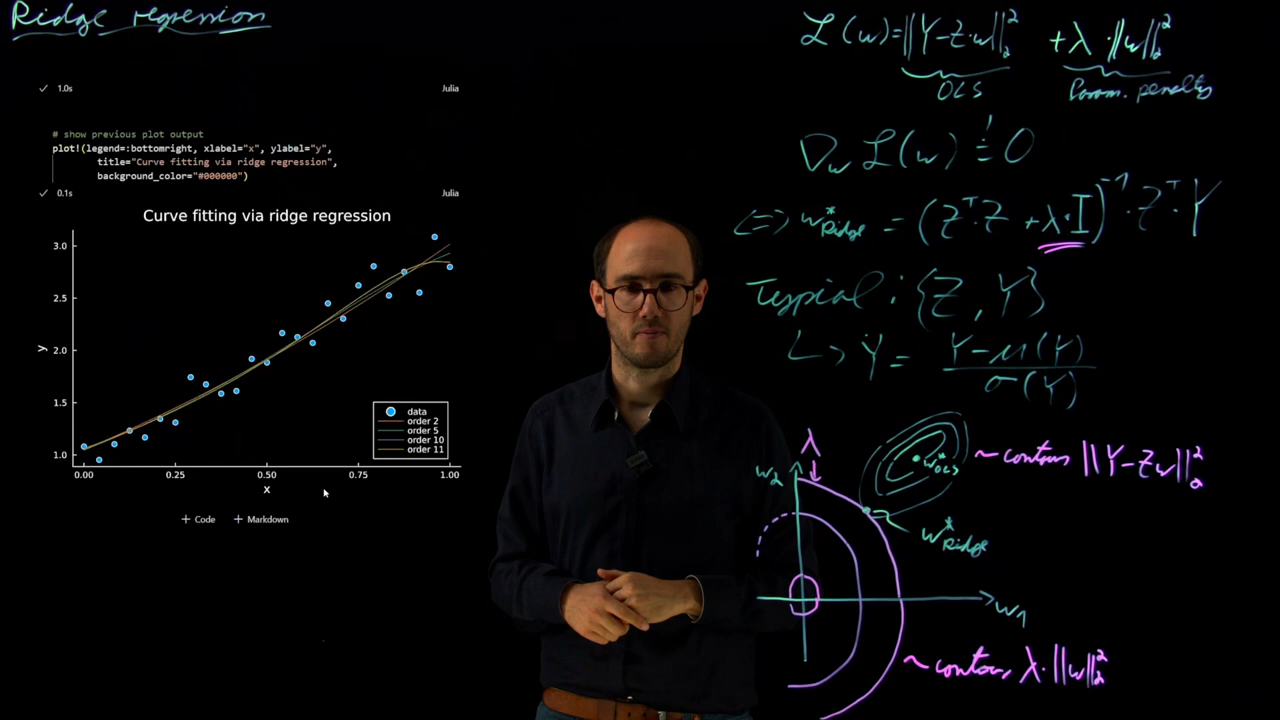 Ridge regression
✓ 1.0s Julia
# show previous plot output
plot!(legend=:bottomright, xlabel="x", ylabel="y",
title="Curve fitting via ridge regression",
background_color="#000000")
✓ 0.1s Julia
Curve fitting via ridge regression
3.0
2.5
2.0
1.5
1.0
y
data
order 2
order 5
order 10
order 11
0.00 0.25 0.50 0.75 1.00
x
+ Code + Markdown
ℒ(w)=||Y-Z·w||₂² +λ·||w||₂²
OLS Param. penalty
∇w ℒ(w) =! 0
<=> w*Ridge = (Zᵀ·Z + λ·I)⁻¹·Zᵀ·Y
Typical: {Z, Y}
↳ Y = (Y-μ(Y))/σ(Y)
λ
w2
w*OLS
~contours ||Y-Zw||₂²
w*Ridge
w1
~contours λ·||w||₂²